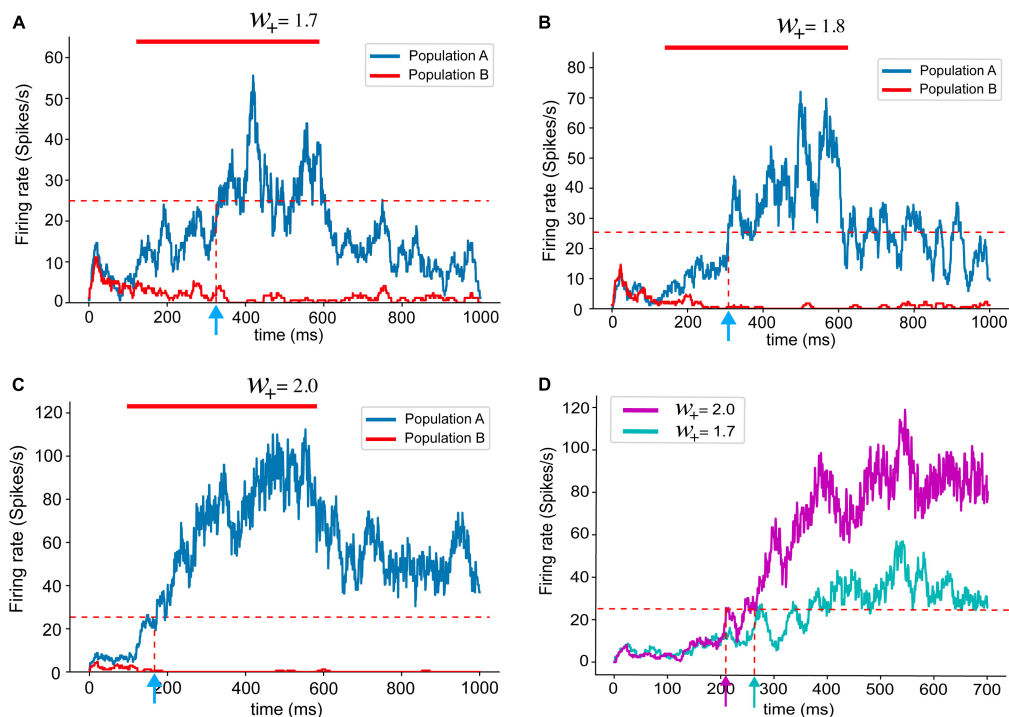 A
w+ = 1.7
Population A
Population B
Firing rate (Spikes/s)
60
50
40
30
20
10
0
0 200 400 600 800 1000
time (ms)
B
w+ = 1.8
Population A
Population B
Firing rate (Spikes/s)
80
70
60
50
40
30
20
10
0
0 200 400 600 800 1000
time (ms)
C
w+ = 2.0
Population A
Population B
Firing rate (Spikes/s)
120
100
80
60
40
20
0
0 200 400 600 800 1000
time (ms)
D
w+ = 2.0
w+ = 1.7
Firing rate (Spikes/s)
120
100
80
60
40
20
0
0 100 200 300 400 500 600 700
time (ms)